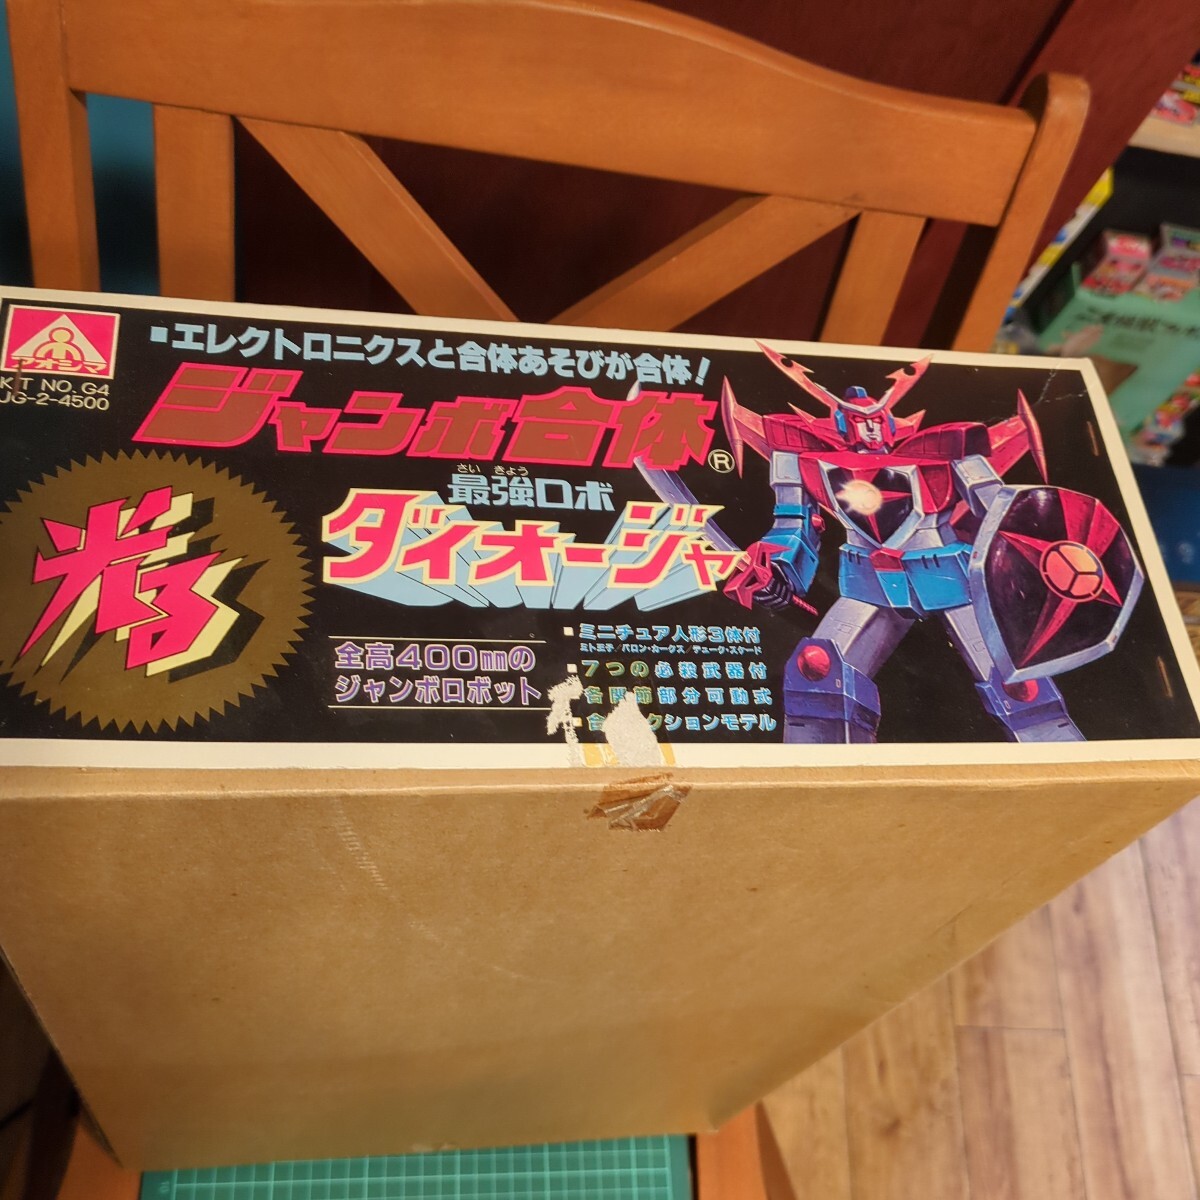 アオシマ
KIT NO. G4
JG-2-4500
■エレクトロニクスと合体あそびが合体!
ジャンボ合体®
さいきょう
最強ロボ
ダイオージャ
光る
全高400mmの
ジャンボロボット
■ミニチュア人形3体付
ミト王子/バロン・カークス/デューク・スケード
■7つの必殺武器付
各関節部分可動式
■合 クションモデル